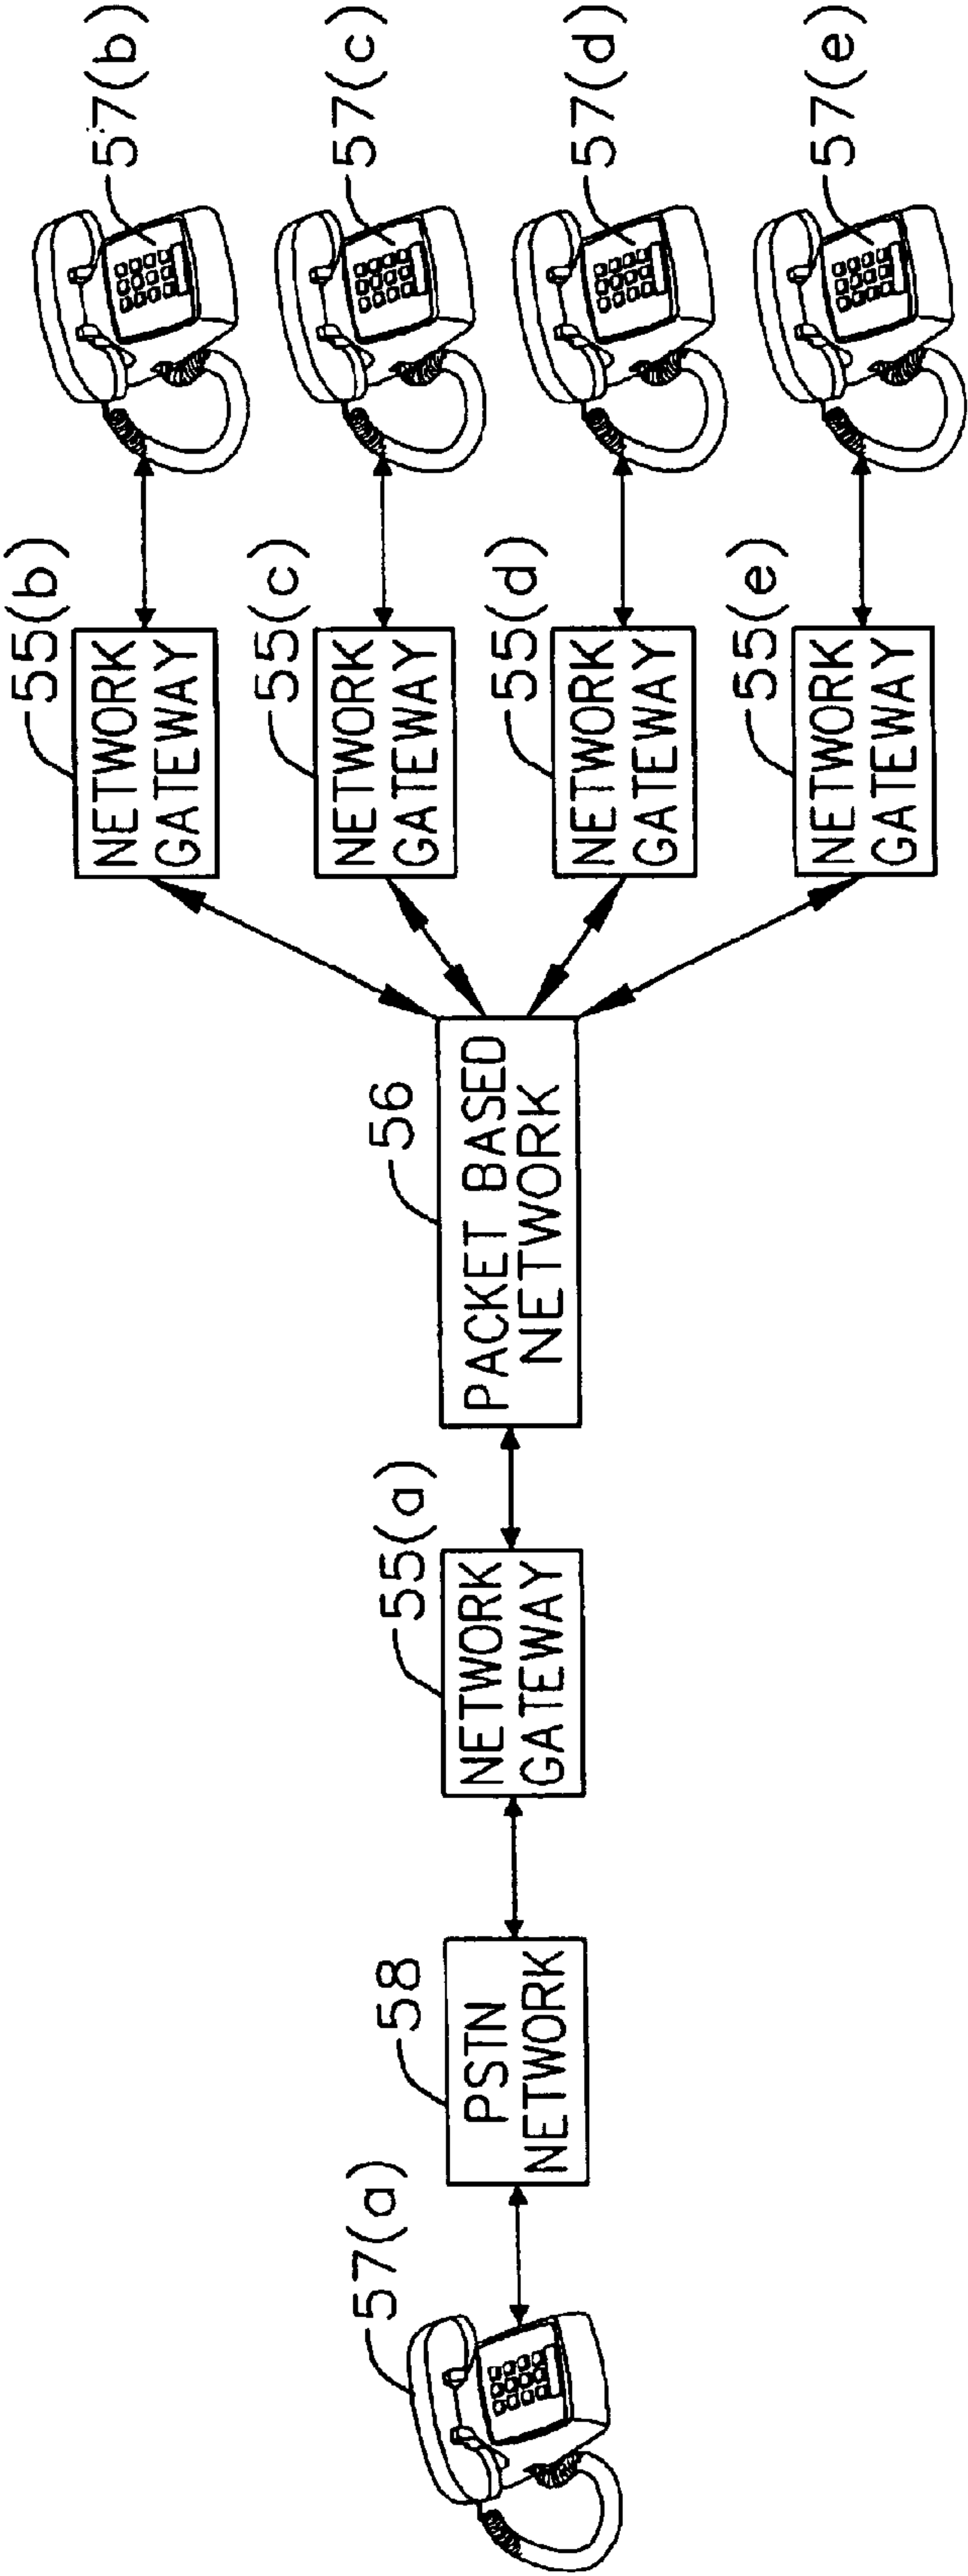 57(a)
58
PSTN
NETWORK
55(a)
NETWORK
GATEWAY
56
PACKET BASED
NETWORK
55(b)
NETWORK
GATEWAY
57(b)
55(c)
NETWORK
GATEWAY
57(c)
55(d)
NETWORK
GATEWAY
57(d)
55(e)
NETWORK
GATEWAY
57(e)